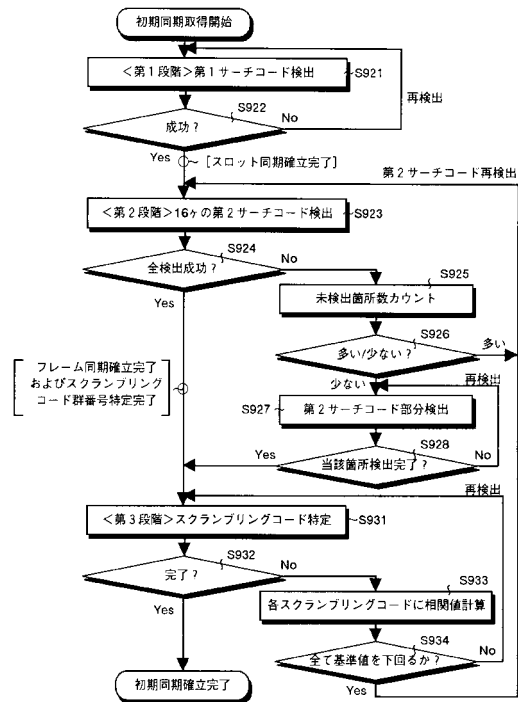 初期同期取得開始
<第1段階>第1サーチコード検出
S921
再検出
S922
成功?
No
Yes
[スロット同期確立完了]
第2サーチコード再検出
<第2段階>16ヶの第2サーチコード検出
S923
S924
全検出成功?
No
Yes
S925
未検出箇所数カウント
S926
多い/少ない?
多い
少ない
再検出
フレーム同期確立完了
およびスクランブリング
コード群番号特定完了
S927
第2サーチコード部分検出
S928
当該箇所検出完了?
Yes
No
再検出
<第3段階>スクランブリングコード特定
S931
S932
完了?
No
Yes
S933
各スクランブリングコードに相関値計算
S934
全て基準値を下回るか?
No
Yes
初期同期確立完了